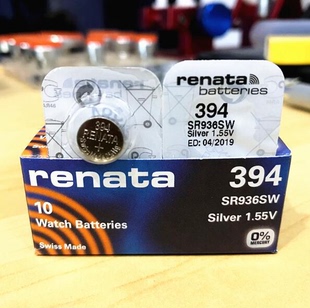 renata
batteries
394
SR936SW
Silver 1.55V
ED: 04/2019
394
RENATA
renata
10
Watch Batteries
Swiss Made
394
SR936SW
Silver 1.55V
0%
MERCURY